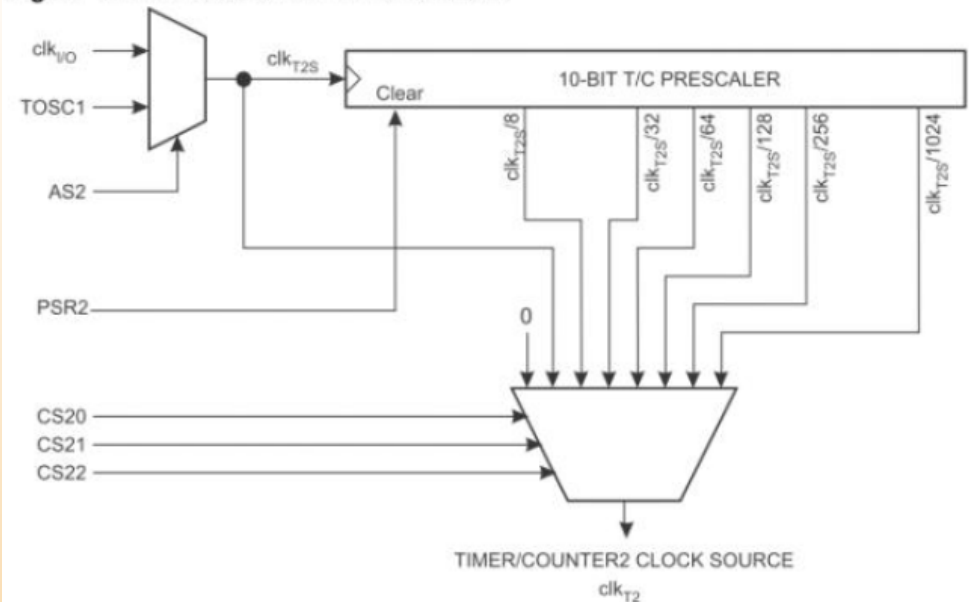 clkI/O
clkT2S
10-BIT T/C PRESCALER
TOSC1
Clear
clkT2S/8
clkT2S/32
clkT2S/64
clkT2S/128
clkT2S/256
clkT2S/1024
AS2
PSR2
0
CS20
CS21
CS22
TIMER/COUNTER2 CLOCK SOURCE
clkT2